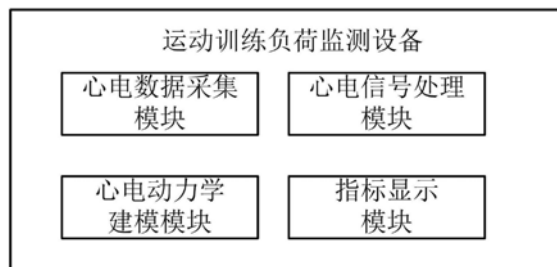 运动训练负荷监测设备
心电数据采集
模块
心电信号处理
模块
心电动力学
建模模块
指标显示
模块